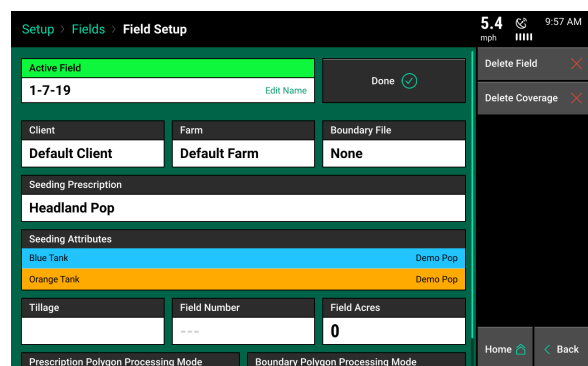 Setup > Fields > Field Setup
5.4
mph
9:57 AM
Active Field
1-7-19
Edit Name
Done
Delete Field
Delete Coverage
Client
Default Client
Farm
Default Farm
Boundary File
None
Seeding Prescription
Headland Pop
Seeding Attributes
Blue Tank Demo Pop
Orange Tank Demo Pop
Tillage
Field Number
---
Field Acres
0
Prescription Polygon Processing Mode
Boundary Polygon Processing Mode
Home
< Back